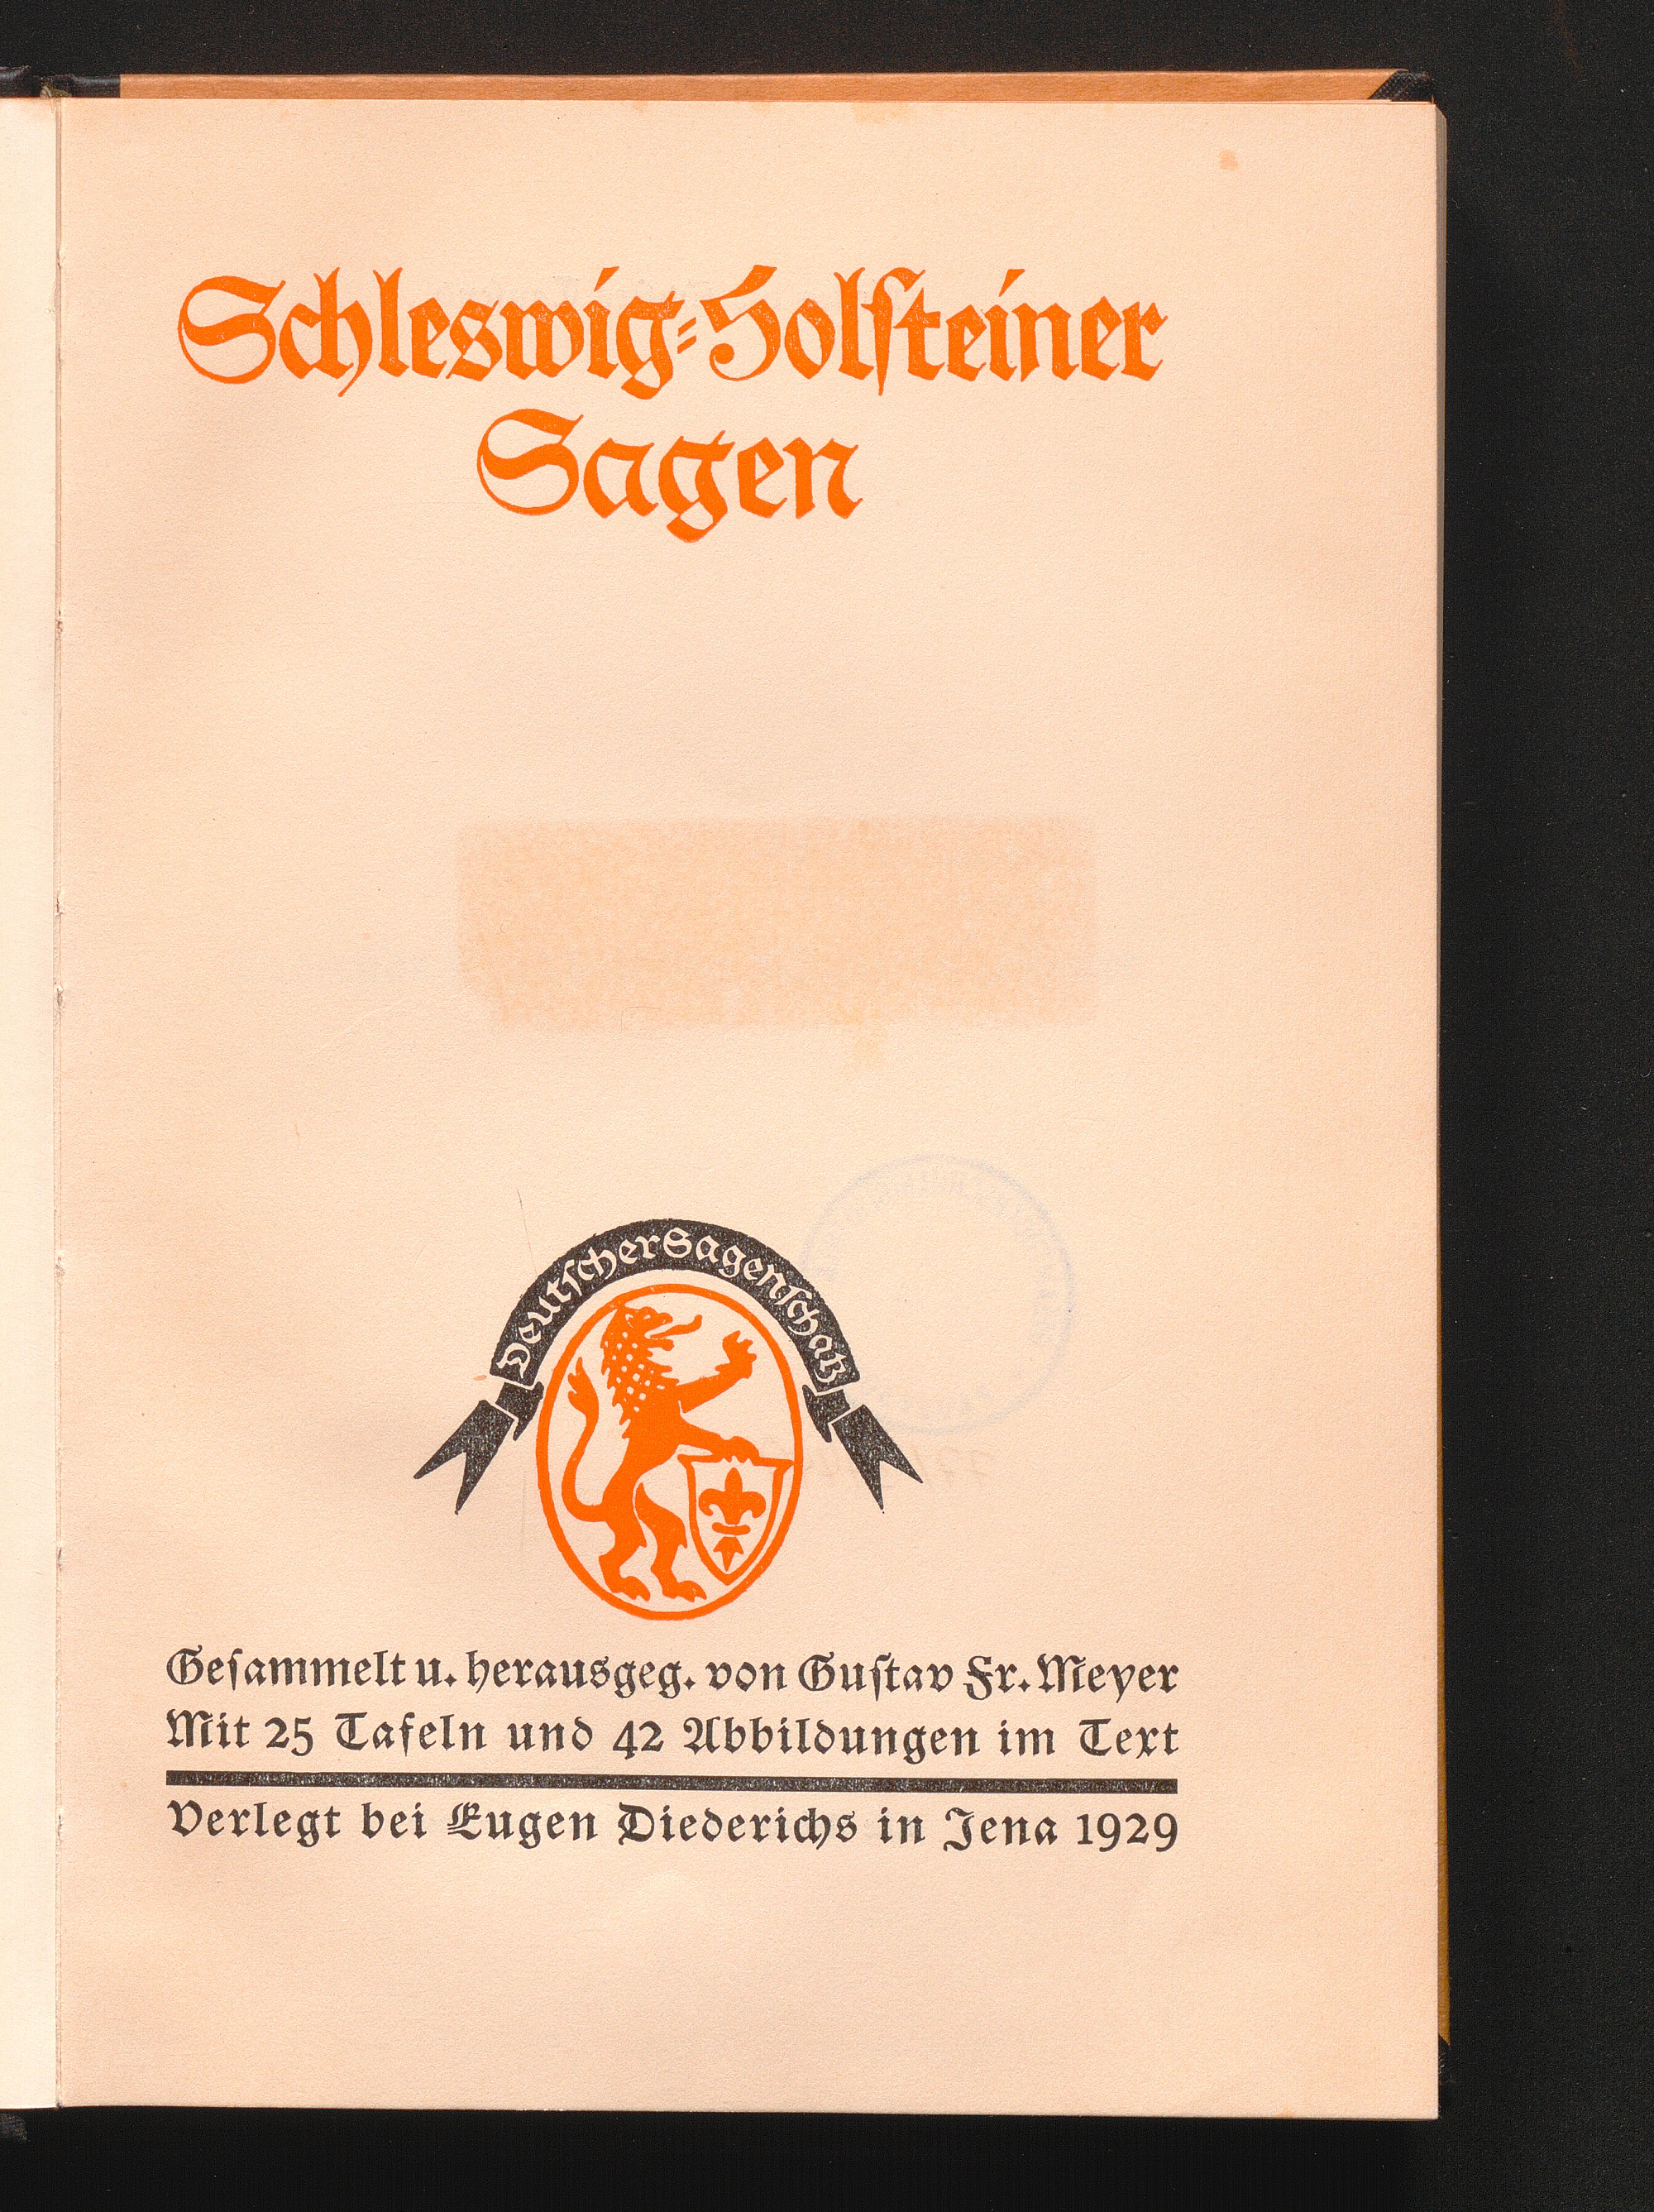 Schleswig-Holſteiner
Sagen
Deutſcher Sagenſchatz
Geſammelt u. herausgeg. von Guſtav Fr. Meyer
Mit 25 Tafeln und 42 Abbildungen im Text
Verlegt bei Eugen Diederichs in Jena 1929